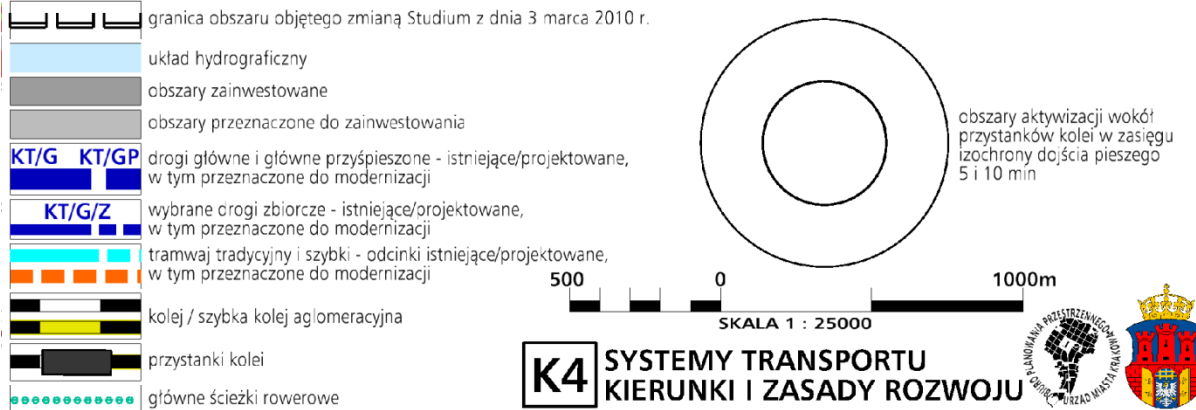 granica obszaru objętego zmianą Studium z dnia 3 marca 2010 r.
układ hydrograficzny
obszary zainwestowane
obszary przeznaczone do zainwestowania
KT/G KT/GP
drogi główne i główne przyśpieszone - istniejące/projektowane,
w tym przeznaczone do modernizacji
KT/G/Z
wybrane drogi zbiorcze - istniejące/projektowane,
w tym przeznaczone do modernizacji
tramwaj tradycyjny i szybki - odcinki istniejące/projektowane,
w tym przeznaczone do modernizacji
kolej / szybka kolej aglomeracyjna
przystanki kolei
główne ścieżki rowerowe
obszary aktywizacji wokół
przystanków kolei w zasięgu
izochrony dojścia pieszego
5 i 10 min
500 0 1000m
SKALA 1 : 25000
K4 SYSTEMY TRANSPORTU
KIERUNKI I ZASADY ROZWOJU
BIURO PLANOWANIA PRZESTRZENNEGO
URZĄD MIASTA KRAKOWA